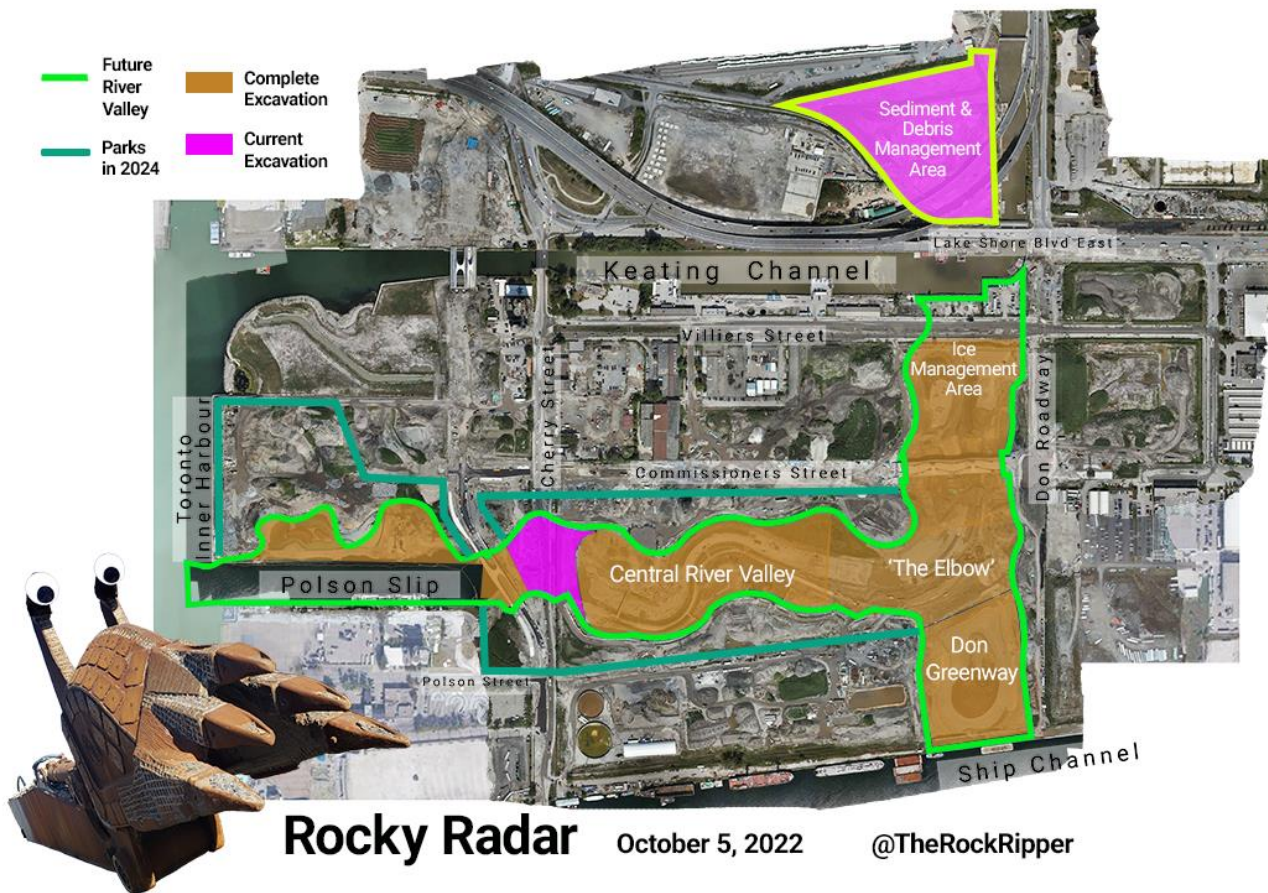 Future
River
Valley
Complete
Excavation
Parks
in 2024
Current
Excavation
Sediment &
Debris
Management
Area
Lake Shore Blvd East
Keating Channel
Villiers Street
Ice
Management
Area
Don Roadway
Toronto
Inner Harbour
Cherry Street
Commissioners Street
Central River Valley
'The Elbow'
Polson Slip
Don
Greenway
Polson Street
Ship Channel
Rocky Radar
October 5, 2022
@TheRockRipper